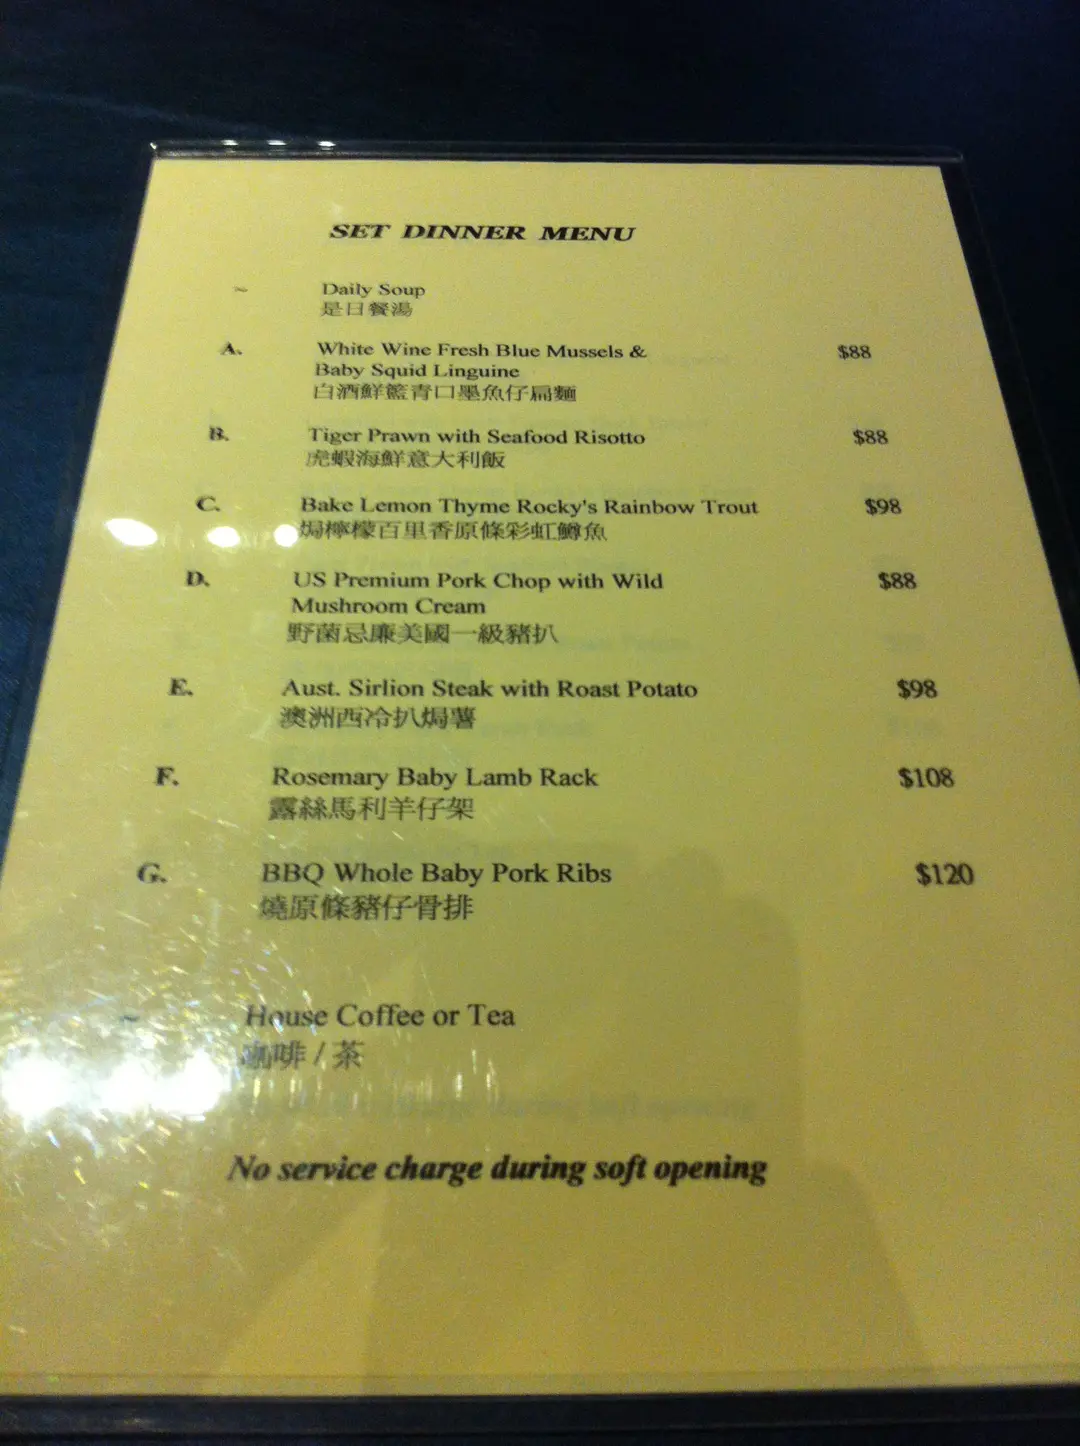 SET DINNER MENU
~ Daily Soup
是日餐湯
A. White Wine Fresh Blue Mussels & $88
Baby Squid Linguine
白酒鮮籃青口墨魚仔扁麵
B. Tiger Prawn with Seafood Risotto $88
虎蝦海鮮意大利飯
C. Bake Lemon Thyme Rocky's Rainbow Trout $98
焗檸檬百里香原條彩虹鱒魚
D. US Premium Pork Chop with Wild $88
Mushroom Cream
野菌忌廉美國一級豬扒
E. Aust. Sirlion Steak with Roast Potato $98
澳洲西冷扒焗薯
F. Rosemary Baby Lamb Rack $108
露絲馬利羊仔架
G. BBQ Whole Baby Pork Ribs $120
燒原條豬仔骨排
~ House Coffee or Tea
咖啡 / 茶
No service charge during soft opening